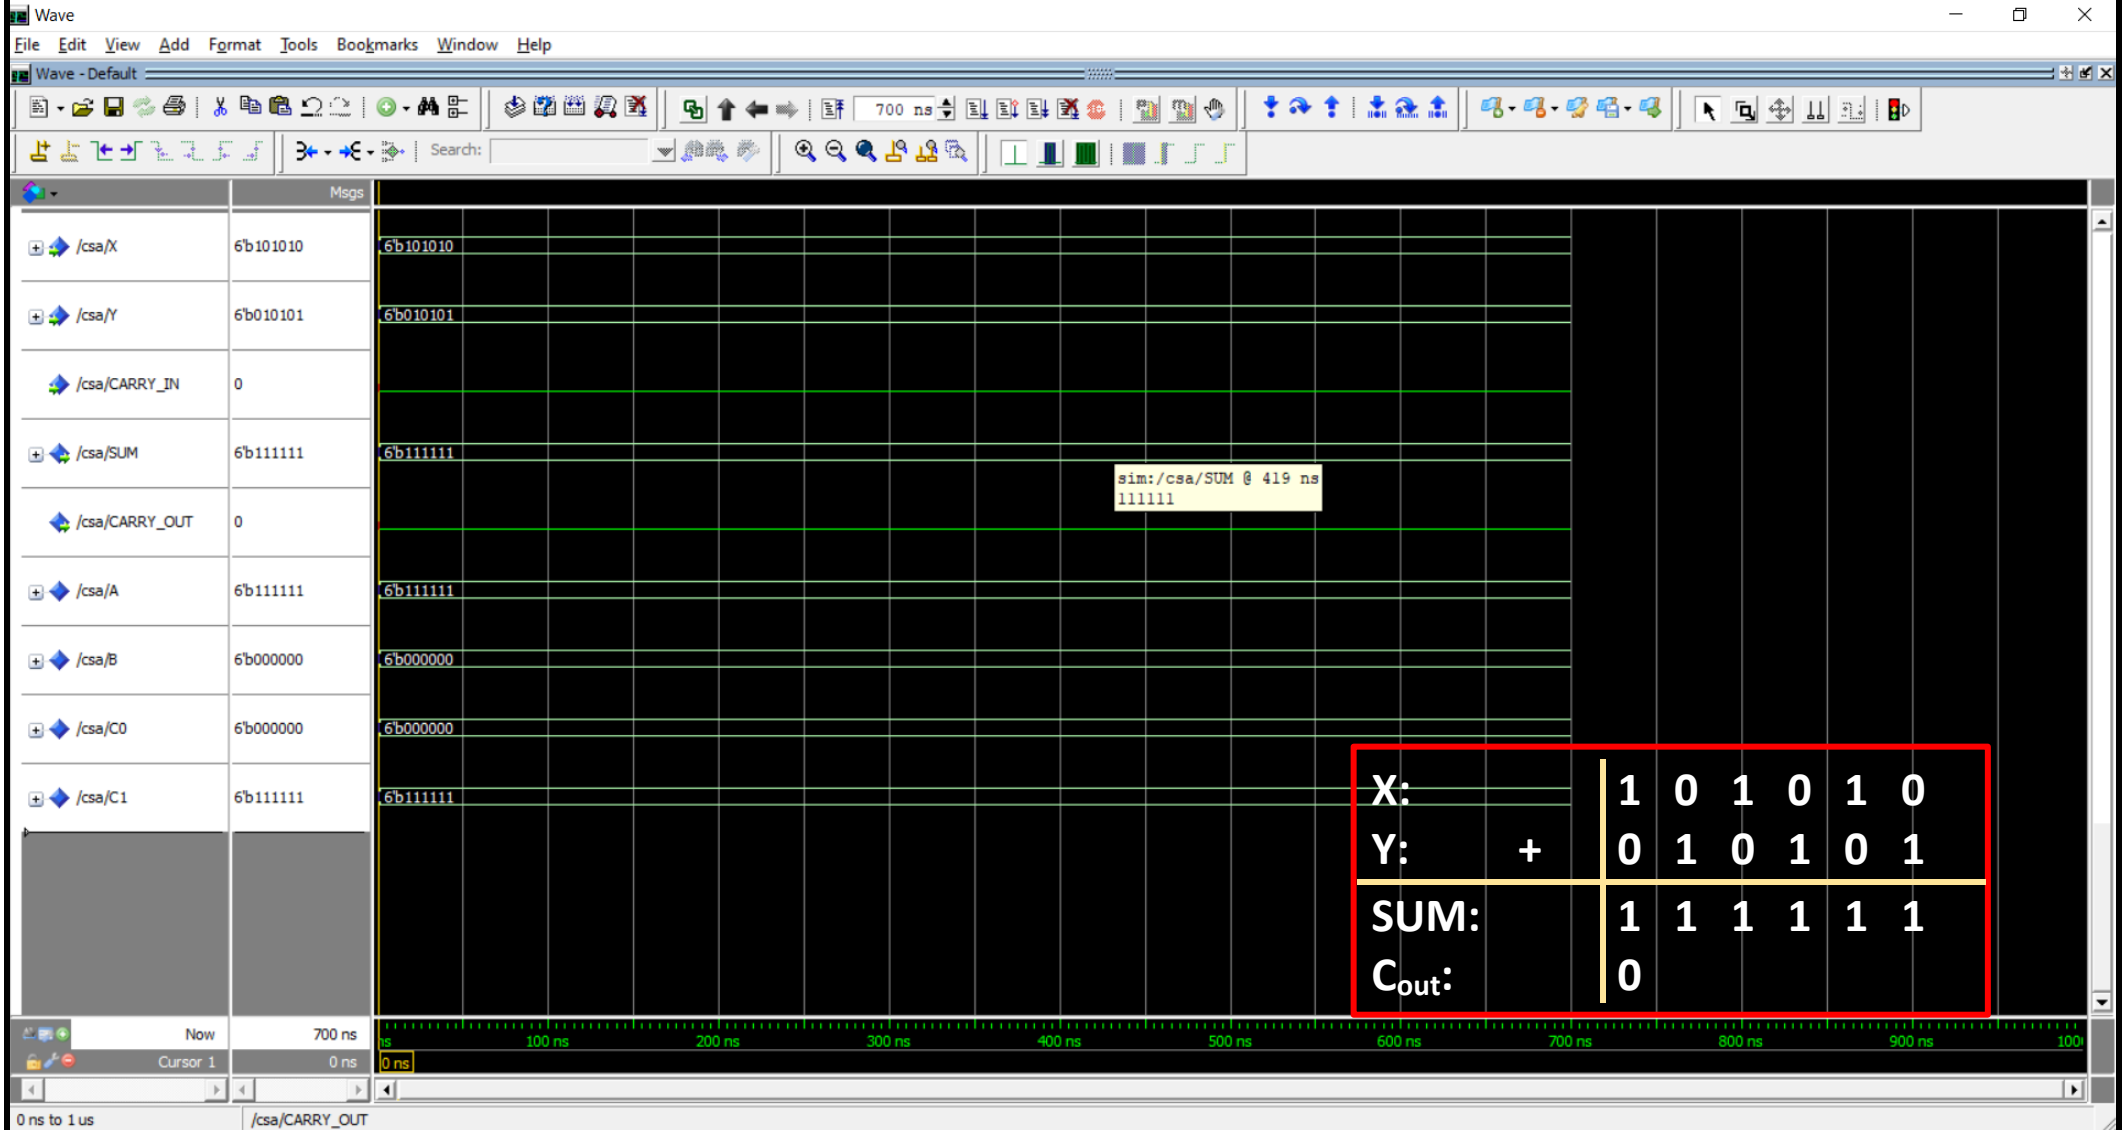 Wave
File Edit View Add Format Tools Bookmarks Window Help
Wave - Default
700 ns
Search:
Msgs
/csa/X 6'b101010 6'b101010
/csa/Y 6'b010101 6'b010101
/csa/CARRY_IN 0
/csa/SUM 6'b111111 6'b111111
sim:/csa/SUM @ 419 ns
111111
/csa/CARRY_OUT 0
/csa/A 6'b111111 6'b111111
/csa/B 6'b000000 6'b000000
/csa/C0 6'b000000 6'b000000
/csa/C1 6'b111111 6'b111111
X: 1 0 1 0 1 0
Y: + 0 1 0 1 0 1
SUM: 1 1 1 1 1 1
Cout: 0
Now 700 ns
ns 100 ns 200 ns 300 ns 400 ns 500 ns 600 ns 700 ns 800 ns 900 ns 100
Cursor 1 0 ns 0 ns
0 ns to 1 us /csa/CARRY_OUT